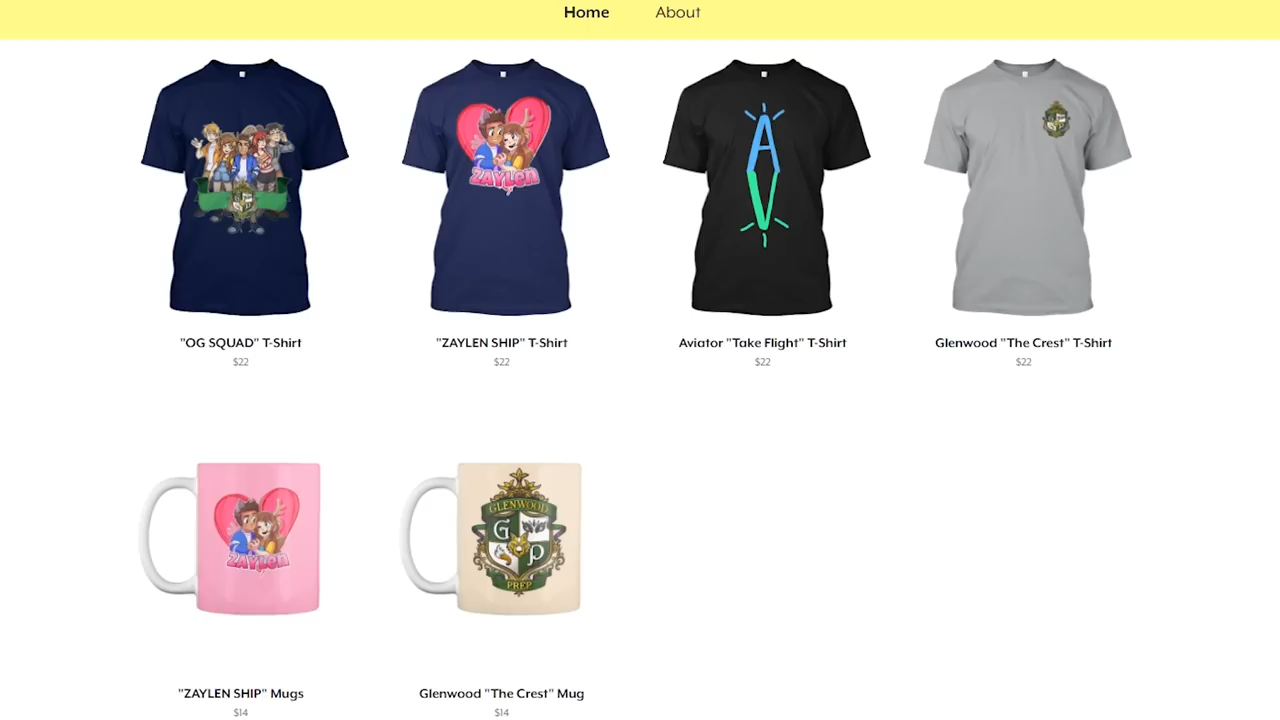 Home About
ZAYLEN
A
V
"OG SQUAD" T-Shirt
"ZAYLEN SHIP" T-Shirt
Aviator "Take Flight" T-Shirt
Glenwood "The Crest" T-Shirt
$22
$22
$22
$22
ZAYLEN
GLENWOOD
G
P
PREP
"ZAYLEN SHIP" Mugs
Glenwood "The Crest" Mug
$14
$14